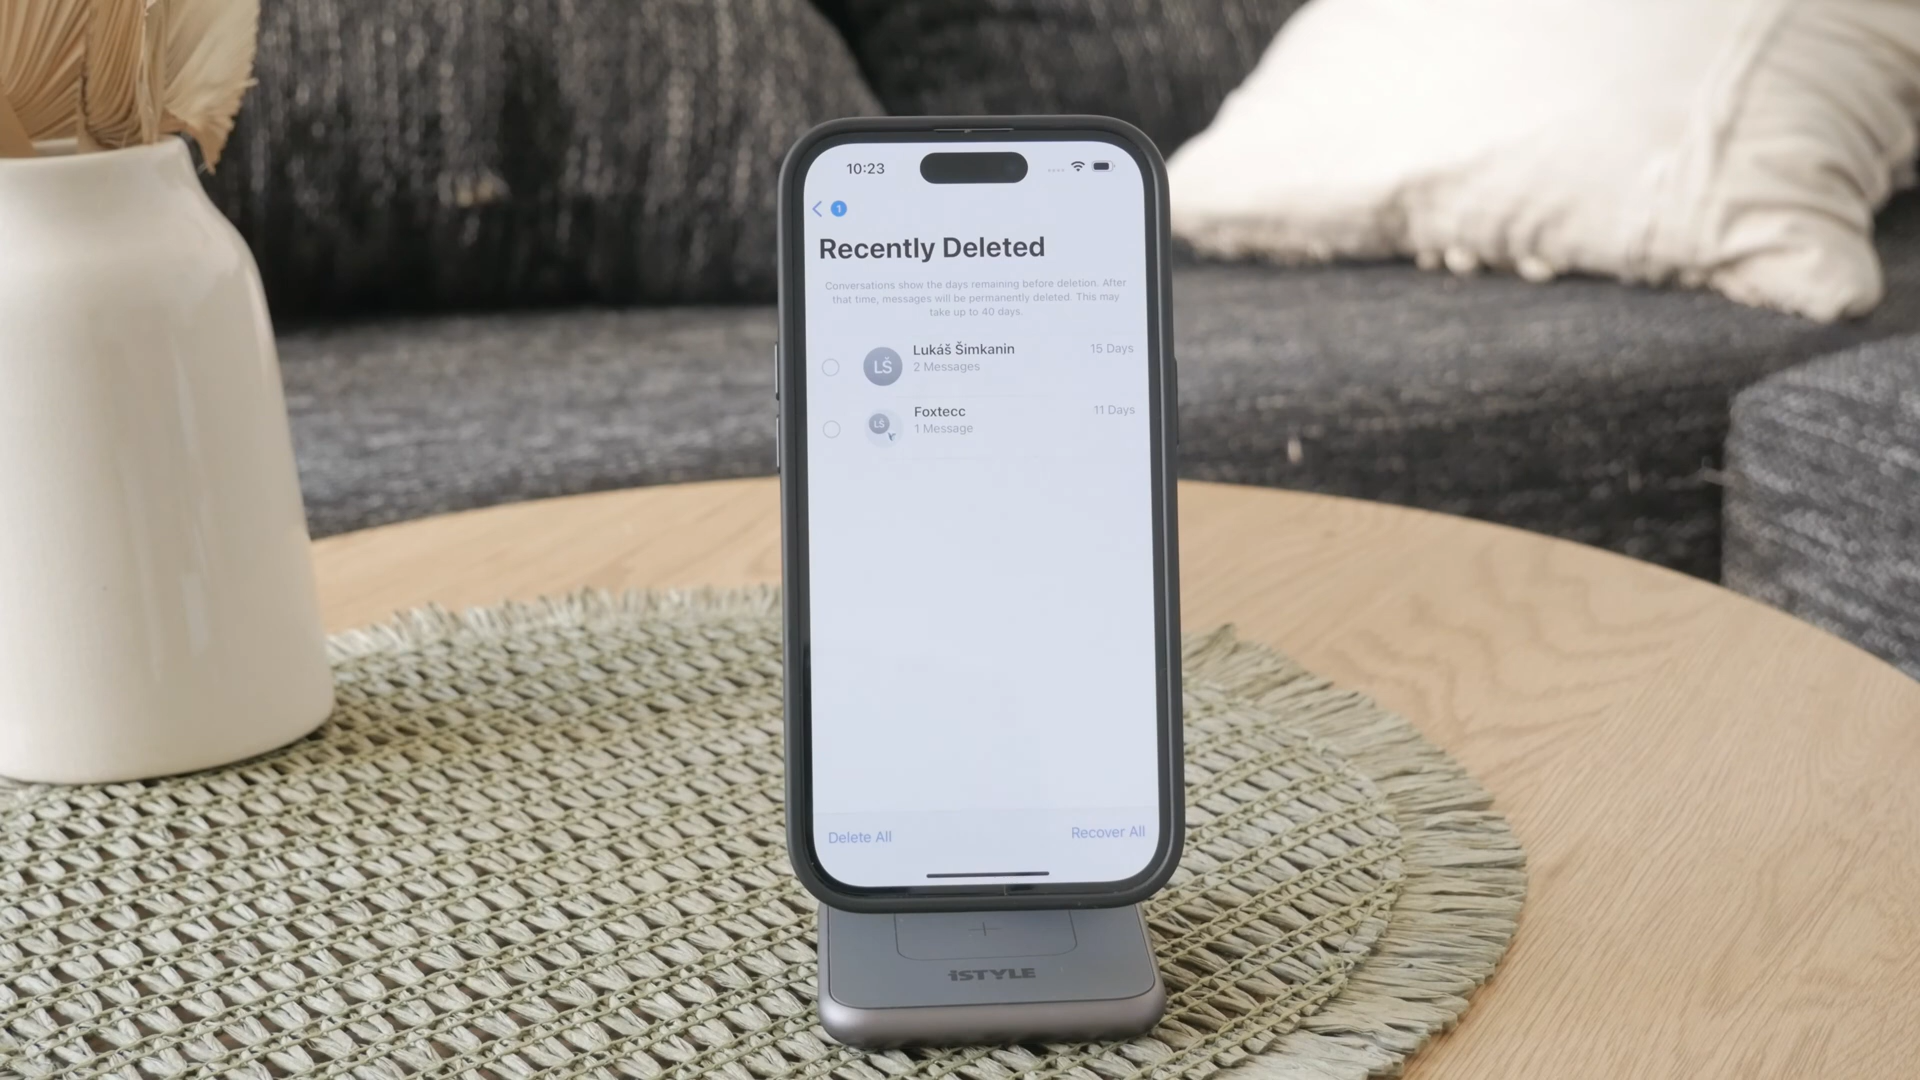 10:23
1
Recently Deleted
Conversations show the days remaining before deletion. After
that time, messages will be permanently deleted. This may
take up to 40 days.
LŠ
Lukáš Šimkanin
15 Days
2 Messages
LŠ
Foxtecc
11 Days
1 Message
Delete All
Recover All
iSTYLE